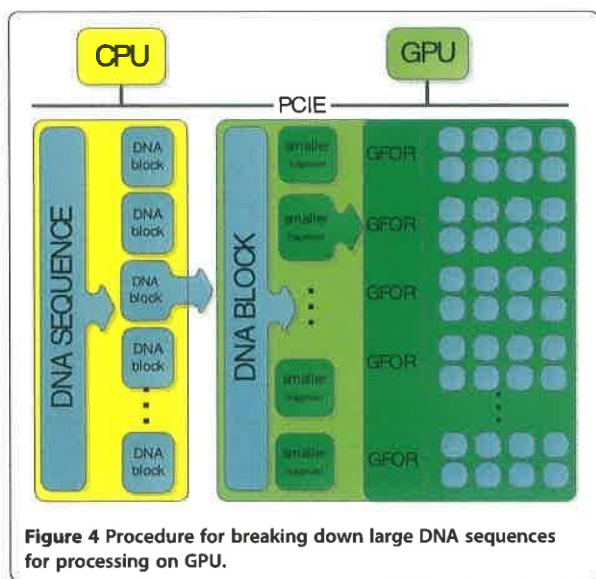 CPU
GPU
PCIE
DNA SEQUENCE
DNA
block
DNA
block
DNA
block
DNA
block
DNA
block
DNA BLOCK
smaller
smaller
smaller
smaller
GFOR
GFOR
GFOR
GFOR
GFOR
Figure 4 Procedure for breaking down large DNA sequences
for processing on GPU.